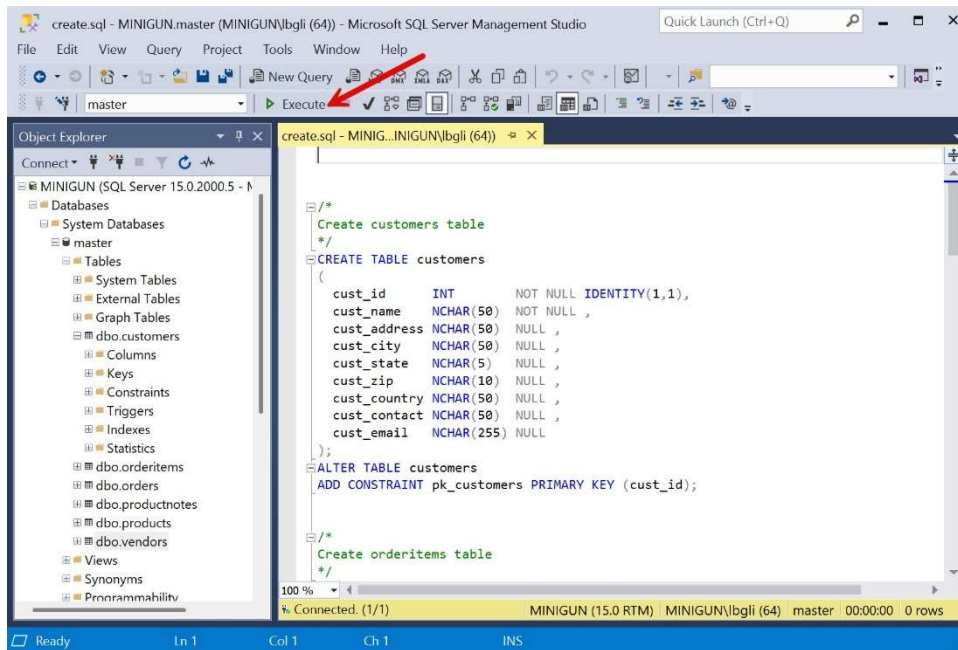 create.sql - MINIGUN.master (MINIGUN\lbgli (64)) - Microsoft SQL Server Management Studio
Quick Launch (Ctrl+Q)
File Edit View Query Project Tools Window Help
New Query
MDX DMX XMLA DAX
master
Execute
Object Explorer
create.sql - MINIG...INIGUN\lbgli (64))
Connect
MINIGUN (SQL Server 15.0.2000.5 -
Databases
System Databases
master
Tables
System Tables
External Tables
Graph Tables
dbo.customers
Columns
Keys
Constraints
Triggers
Indexes
Statistics
dbo.orderitems
dbo.orders
dbo.productnotes
dbo.products
dbo.vendors
Views
Synonyms
Programmability
/*
Create customers table
*/
CREATE TABLE customers
(
cust_id INT NOT NULL IDENTITY(1,1),
cust_name NCHAR(50) NOT NULL ,
cust_address NCHAR(50) NULL ,
cust_city NCHAR(50) NULL ,
cust_state NCHAR(5) NULL ,
cust_zip NCHAR(10) NULL ,
cust_country NCHAR(50) NULL ,
cust_contact NCHAR(50) NULL ,
cust_email NCHAR(255) NULL
);
ALTER TABLE customers
ADD CONSTRAINT pk_customers PRIMARY KEY (cust_id);
/*
Create orderitems table
*/
100 %
Connected. (1/1) MINIGUN (15.0 RTM) MINIGUN\lbgli (64) master 00:00:00 0 rows
Ready Ln 1 Col 1 Ch 1 INS